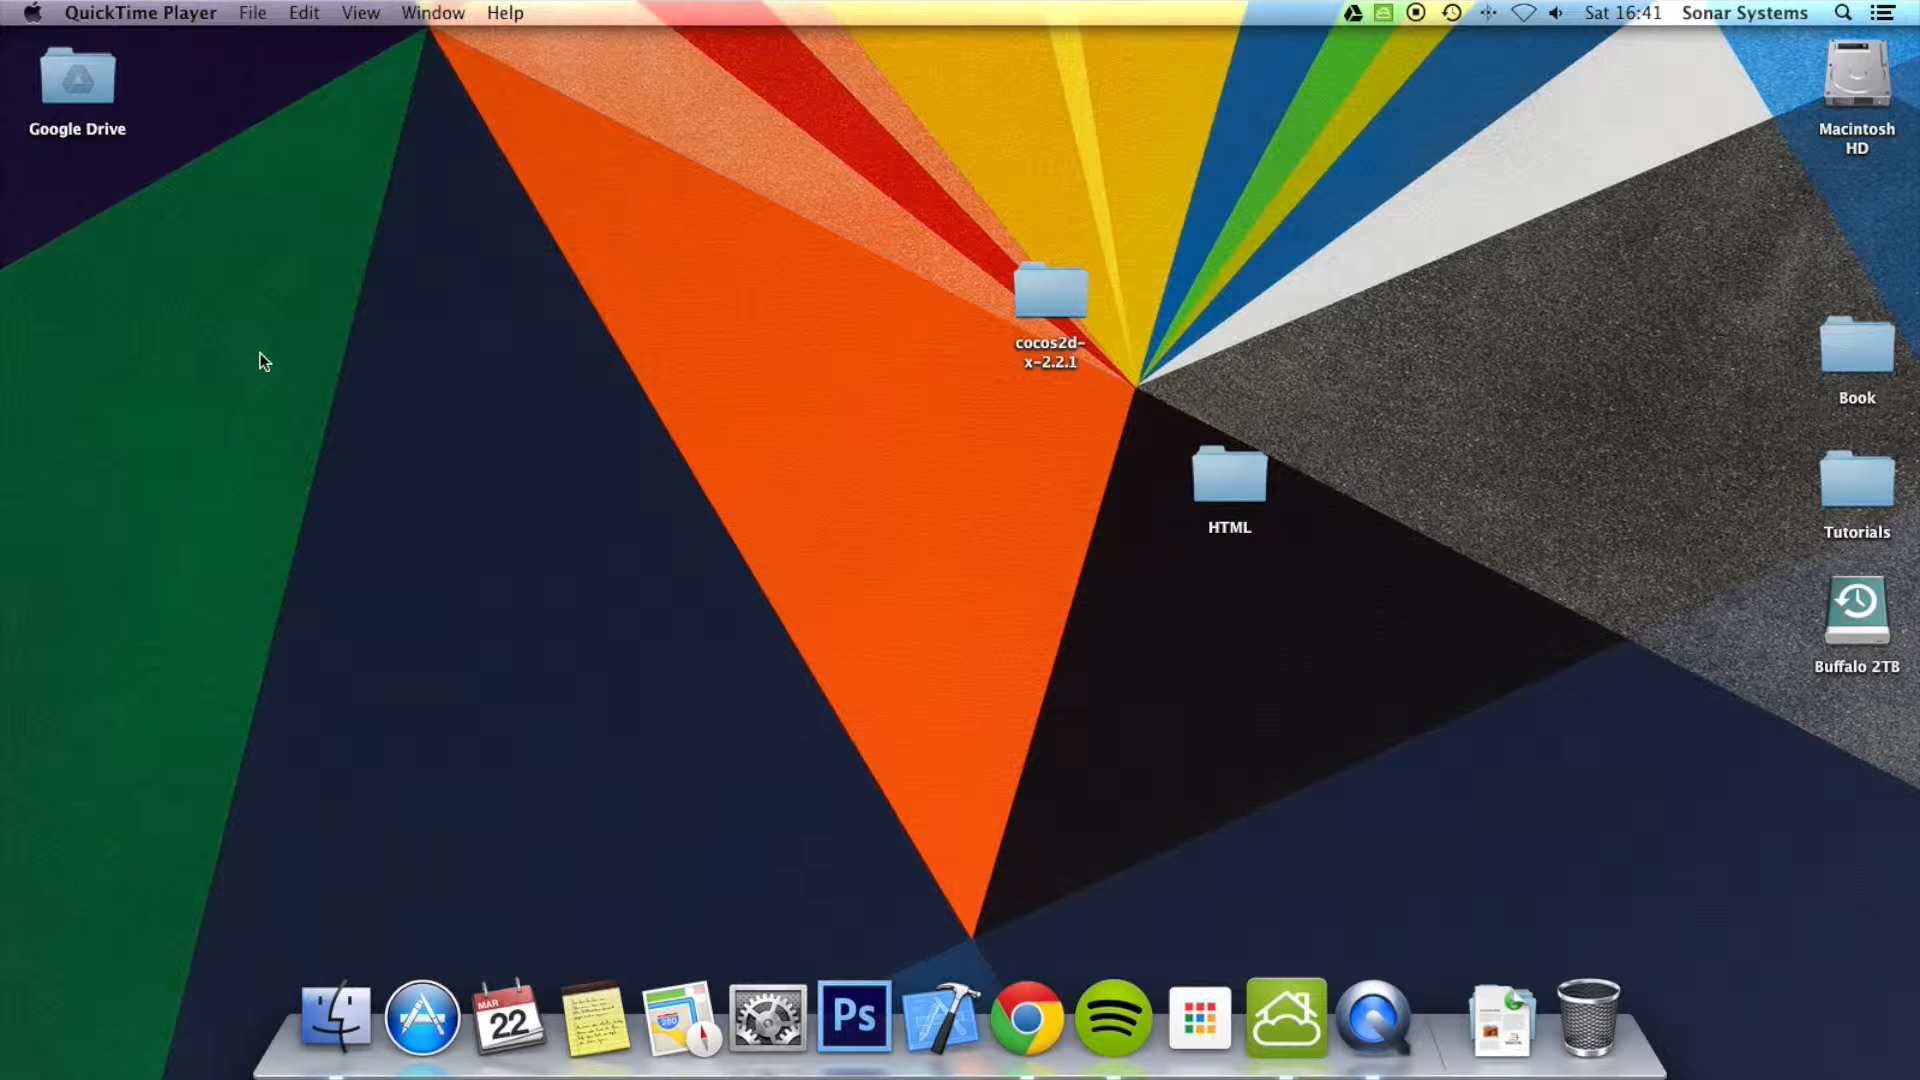 QuickTime Player File Edit View Window Help Sat 16:41 Sonar Systems
Google Drive
Macintosh
HD
cocos2d-
x-2.2.1
Book
HTML
Tutorials
Buffalo 2TB
MAR
22
280
Ps